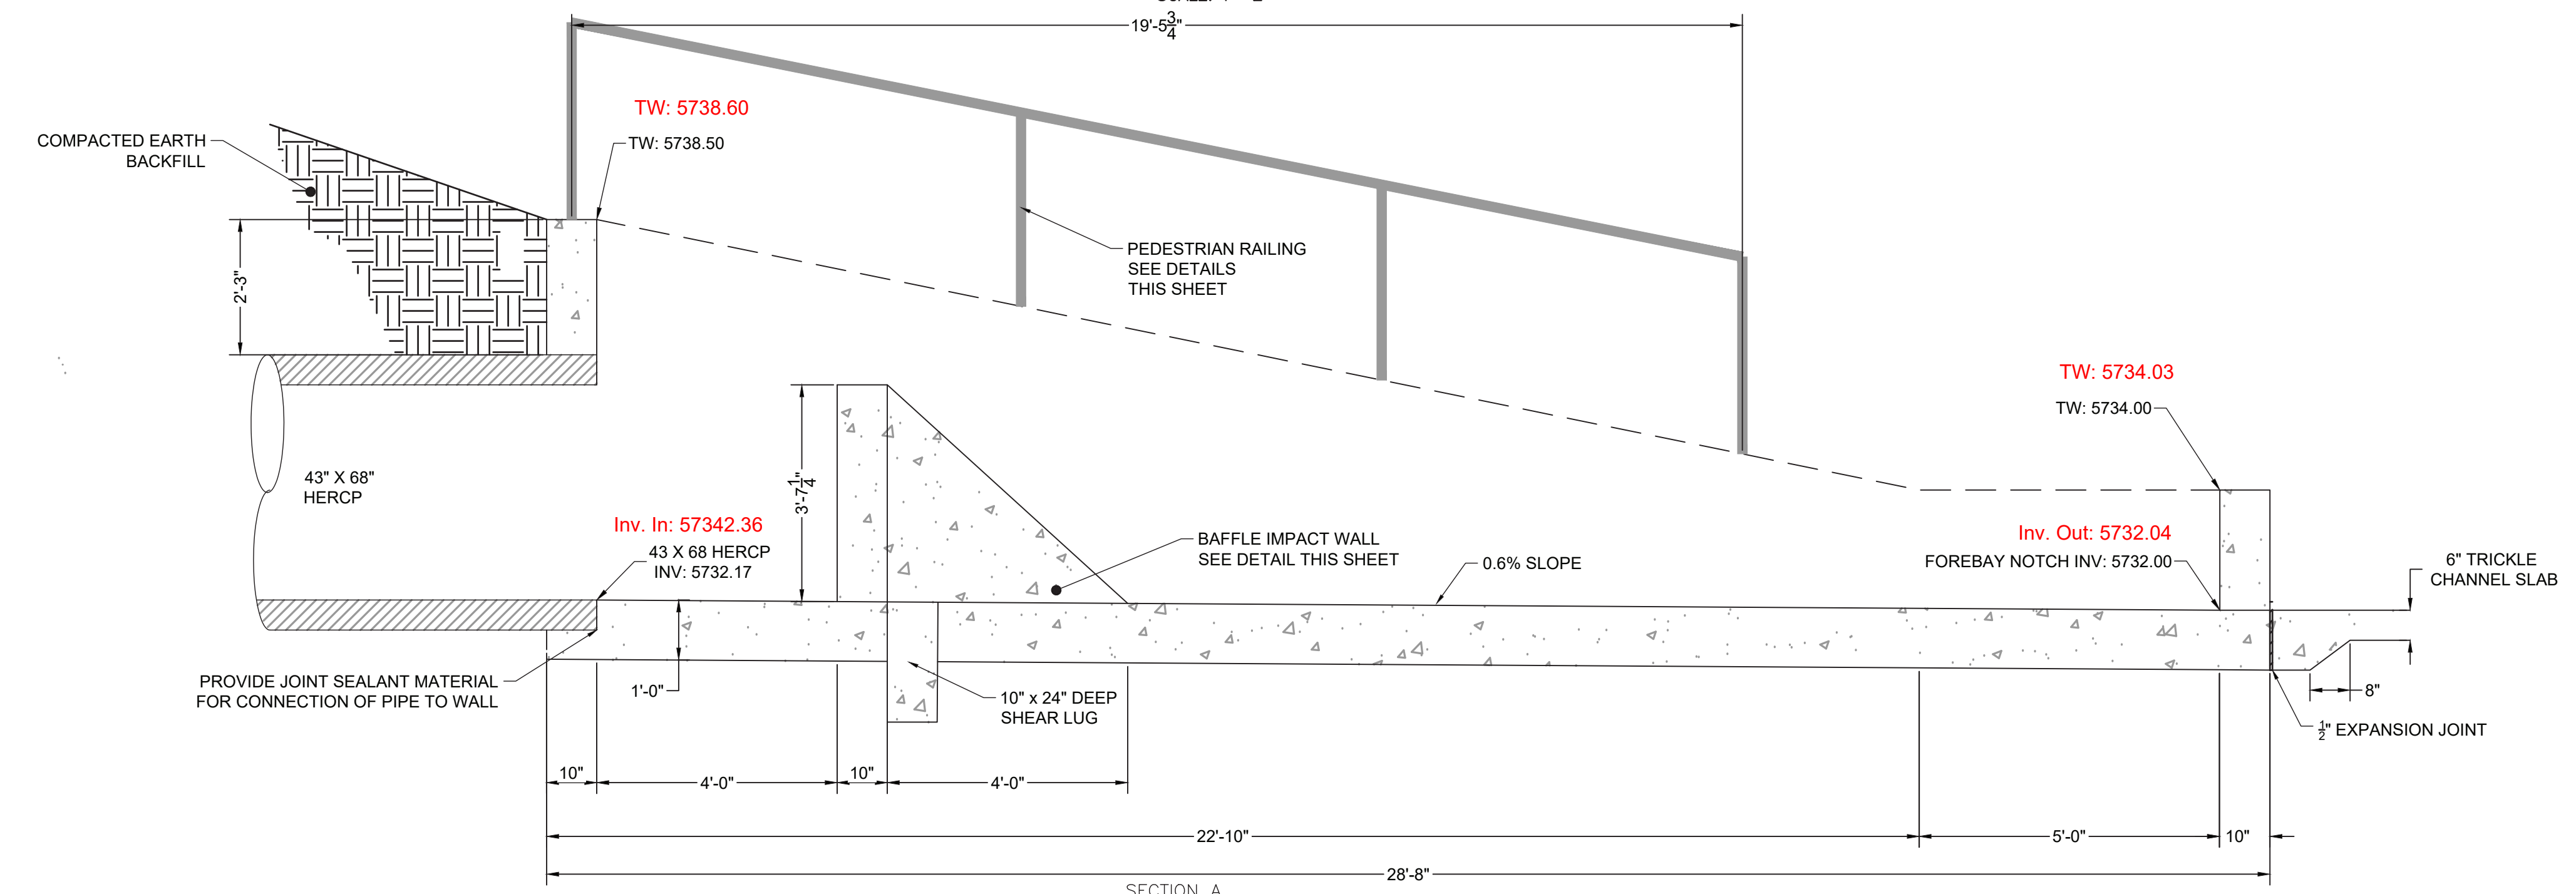 19'-5 3/4"
TW: 5738.60
TW: 5738.50
COMPACTED EARTH
BACKFILL
2'-3"
PEDESTRIAN RAILING
SEE DETAILS
THIS SHEET
TW: 5734.03
TW: 5734.00
43" X 68"
HERCP
3'-7 1/4"
Inv. In: 57342.36
43 X 68 HERCP
INV: 5732.17
BAFFLE IMPACT WALL
SEE DETAIL THIS SHEET
0.6% SLOPE
Inv. Out: 5732.04
FOREBAY NOTCH INV: 5732.00
6" TRICKLE
CHANNEL SLAB
PROVIDE JOINT SEALANT MATERIAL
FOR CONNECTION OF PIPE TO WALL
1'-0"
10" x 24" DEEP
SHEAR LUG
8"
1/2" EXPANSION JOINT
10"
4'-0"
10"
4'-0"
22'-10"
5'-0"
10"
28'-8"
SECTION A